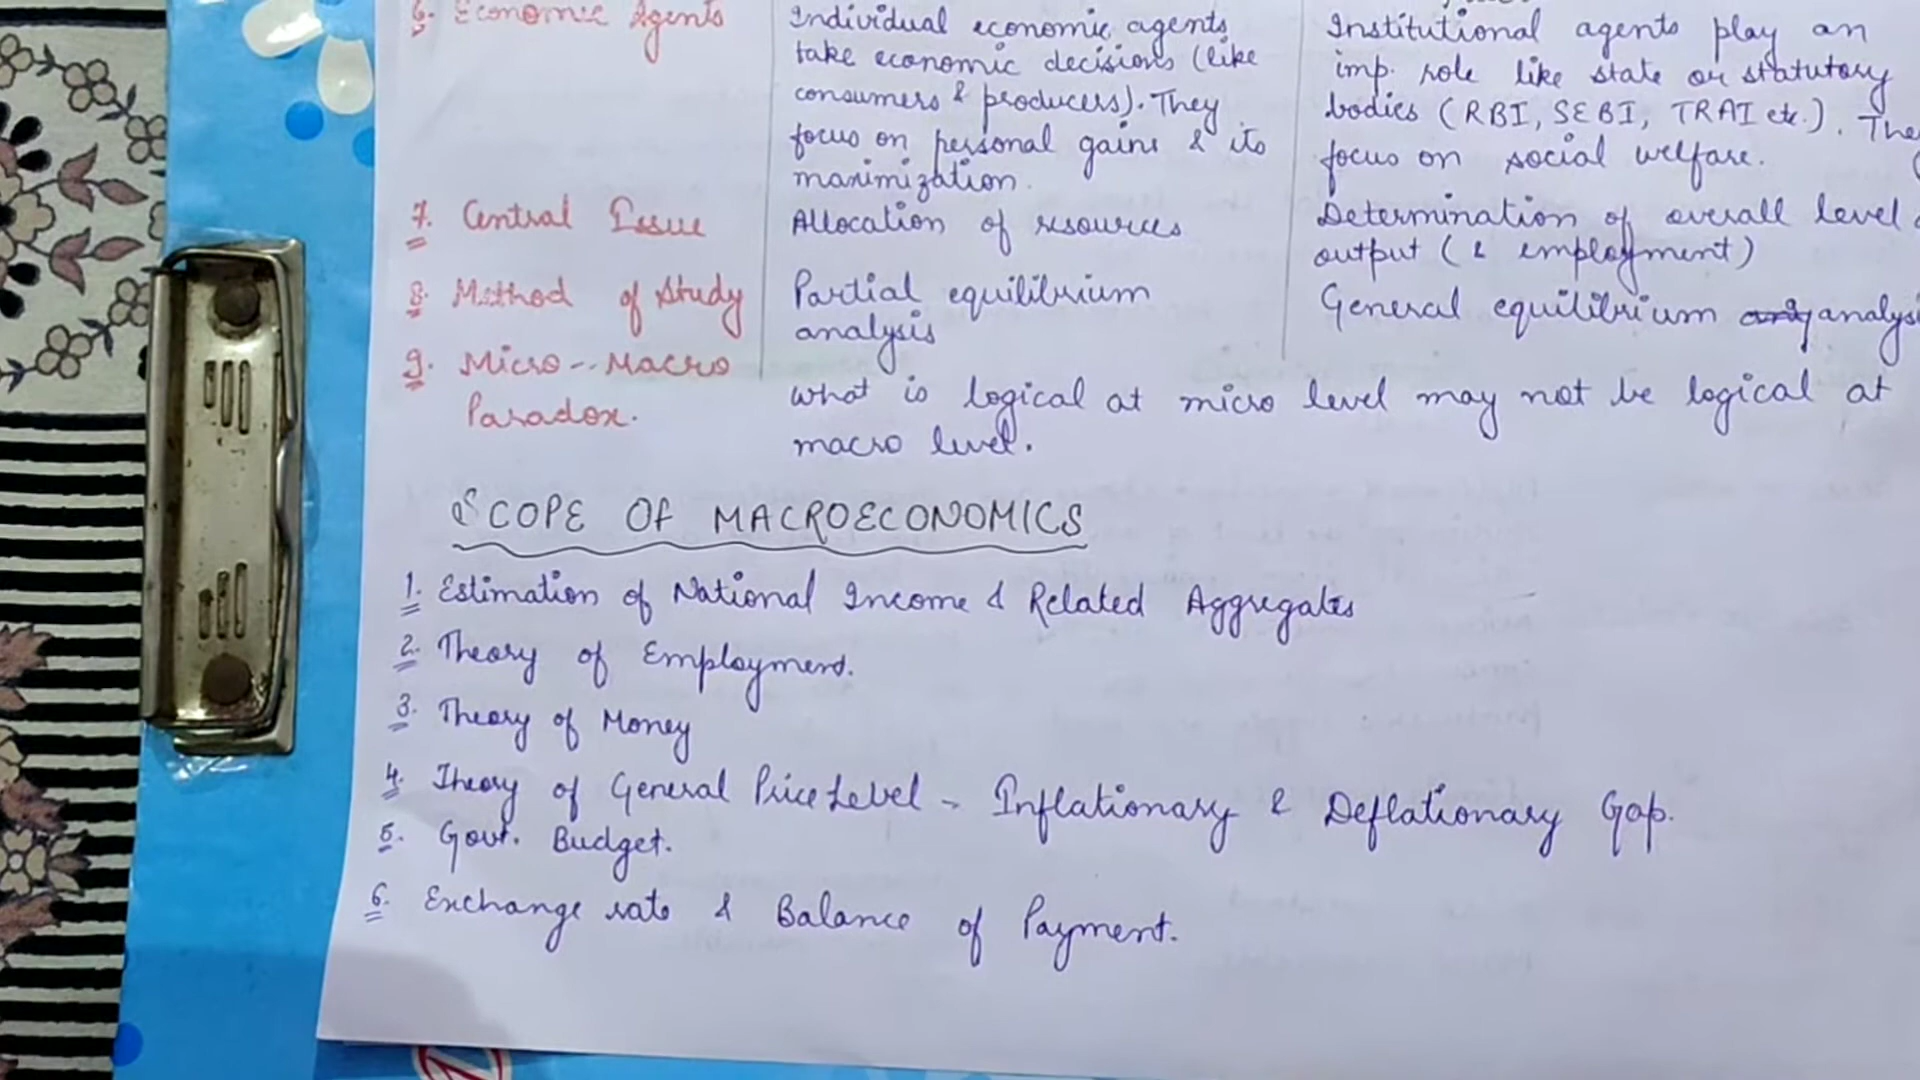 6. Economic Agents
Individual economic agents
take economic decisions (like
consumers & producers). They
focus on personal gains & its
maximization.
Institutional agents play an
imp. role like state or statutory
bodies (RBI, SEBI, TRAI etc.).
focus on social welfare.
7. Central Issue
Allocation of resources
Determination of overall level
output (& employment)
8. Method of Study
Partial equilibrium
analysis
General equilibrium
9. Micro--Macro
Paradox.
What is logical at micro level may not be logical at
macro level.
SCOPE OF MACROECONOMICS
1. Estimation of National Income & Related Aggregates
2. Theory of Employment.
3. Theory of Money
4. Theory of General Price Level - Inflationary & Deflationary Gap.
5. Govt. Budget.
6. Exchange rate & Balance of Payment.